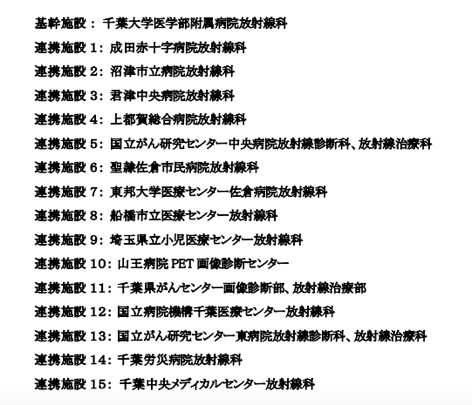 基幹施設： 千葉大学医学部附属病院放射線科
連携施設 1： 成田赤十字病院放射線科
連携施設 2： 沼津市立病院放射線科
連携施設 3： 君津中央病院放射線科
連携施設 4： 上都賀総合病院放射線科
連携施設 5： 国立がん研究センター中央病院放射線診断科、放射線治療科
連携施設 6： 聖隷佐倉市民病院放射線科
連携施設 7： 東邦大学医療センター佐倉病院放射線科
連携施設 8： 船橋市立医療センター放射線科
連携施設 9： 埼玉県立小児医療センター放射線科
連携施設 10： 山王病院 PET 画像診断センター
連携施設 11： 千葉県がんセンター画像診断部、放射線治療部
連携施設 12： 国立病院機構千葉医療センター放射線科
連携施設 13： 国立がん研究センター東病院放射線診断科、放射線治療科
連携施設 14： 千葉労災病院放射線科
連携施設 15： 千葉中央メディカルセンター放射線科